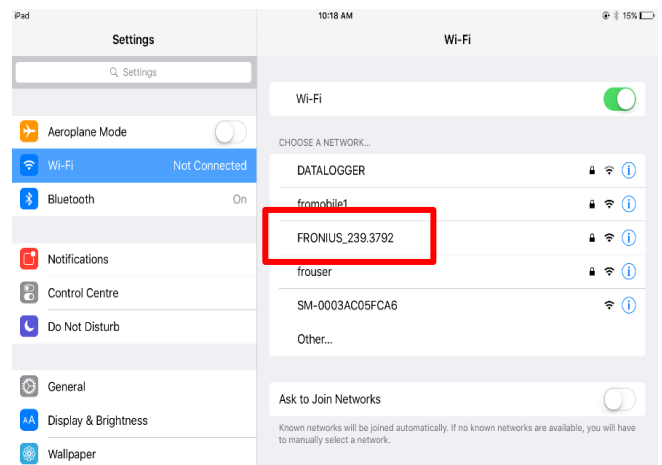 iPad 10:18 AM 15%
Settings
Wi-Fi
Settings
Aeroplane Mode
Wi-Fi Not Connected
Bluetooth On
Notifications
Control Centre
Do Not Disturb
General
AA Display & Brightness
Wallpaper
Wi-Fi
CHOOSE A NETWORK...
DATALOGGER
fromobile1
FRONIUS_239.3792
frouser
SM-0003AC05FCA6
Other...
Ask to Join Networks
Known networks will be joined automatically. If no known networks are available, you will have
to manually select a network.